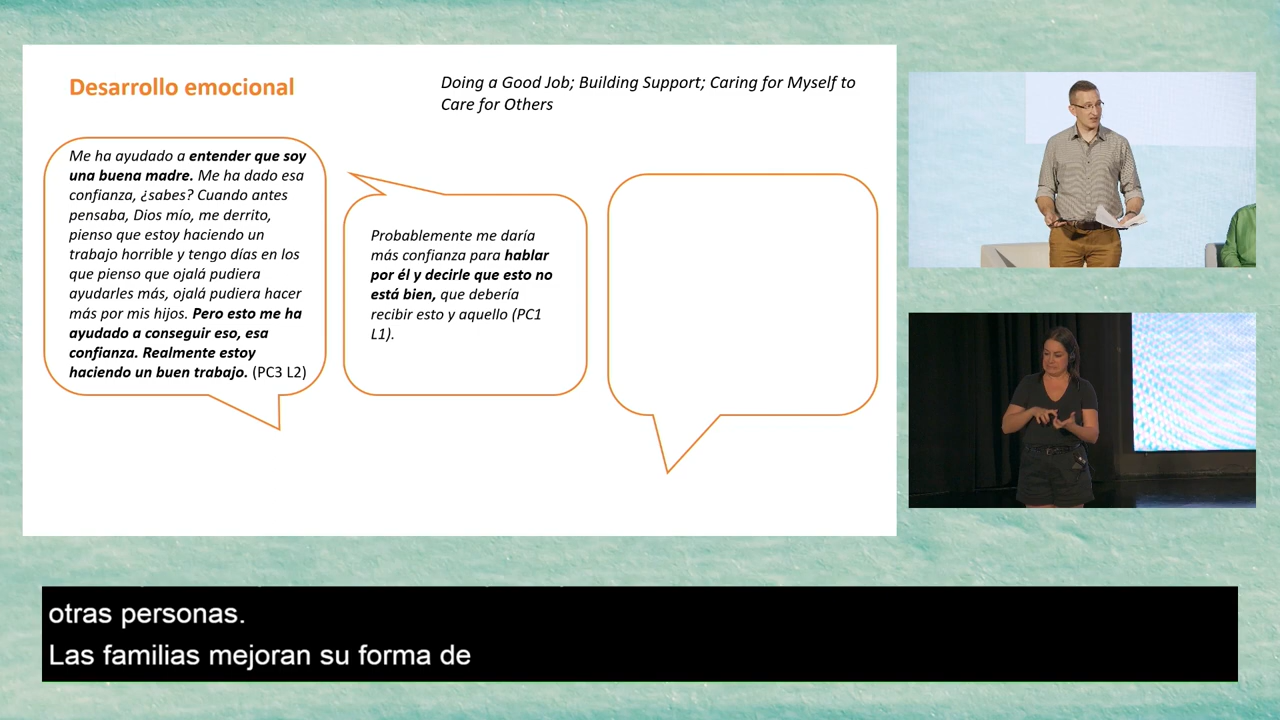 Desarrollo emocional
Doing a Good Job; Building Support; Caring for Myself to
Care for Others
Me ha ayudado a entender que soy
una buena madre. Me ha dado esa
confianza, ¿sabes? Cuando antes
pensaba, Dios mío, me derrito,
pienso que estoy haciendo un
trabajo horrible y tengo días en los
que pienso que ojalá pudiera
ayudarles más, ojalá pudiera hacer
más por mis hijos. Pero esto me ha
ayudado a conseguir eso, esa
confianza. Realmente estoy
haciendo un buen trabajo. (PC3 L2)
Probablemente me daría
más confianza para hablar
por él y decirle que esto no
está bien, que debería
recibir esto y aquello (PC1
L1).
otras personas.
Las familias mejoran su forma de